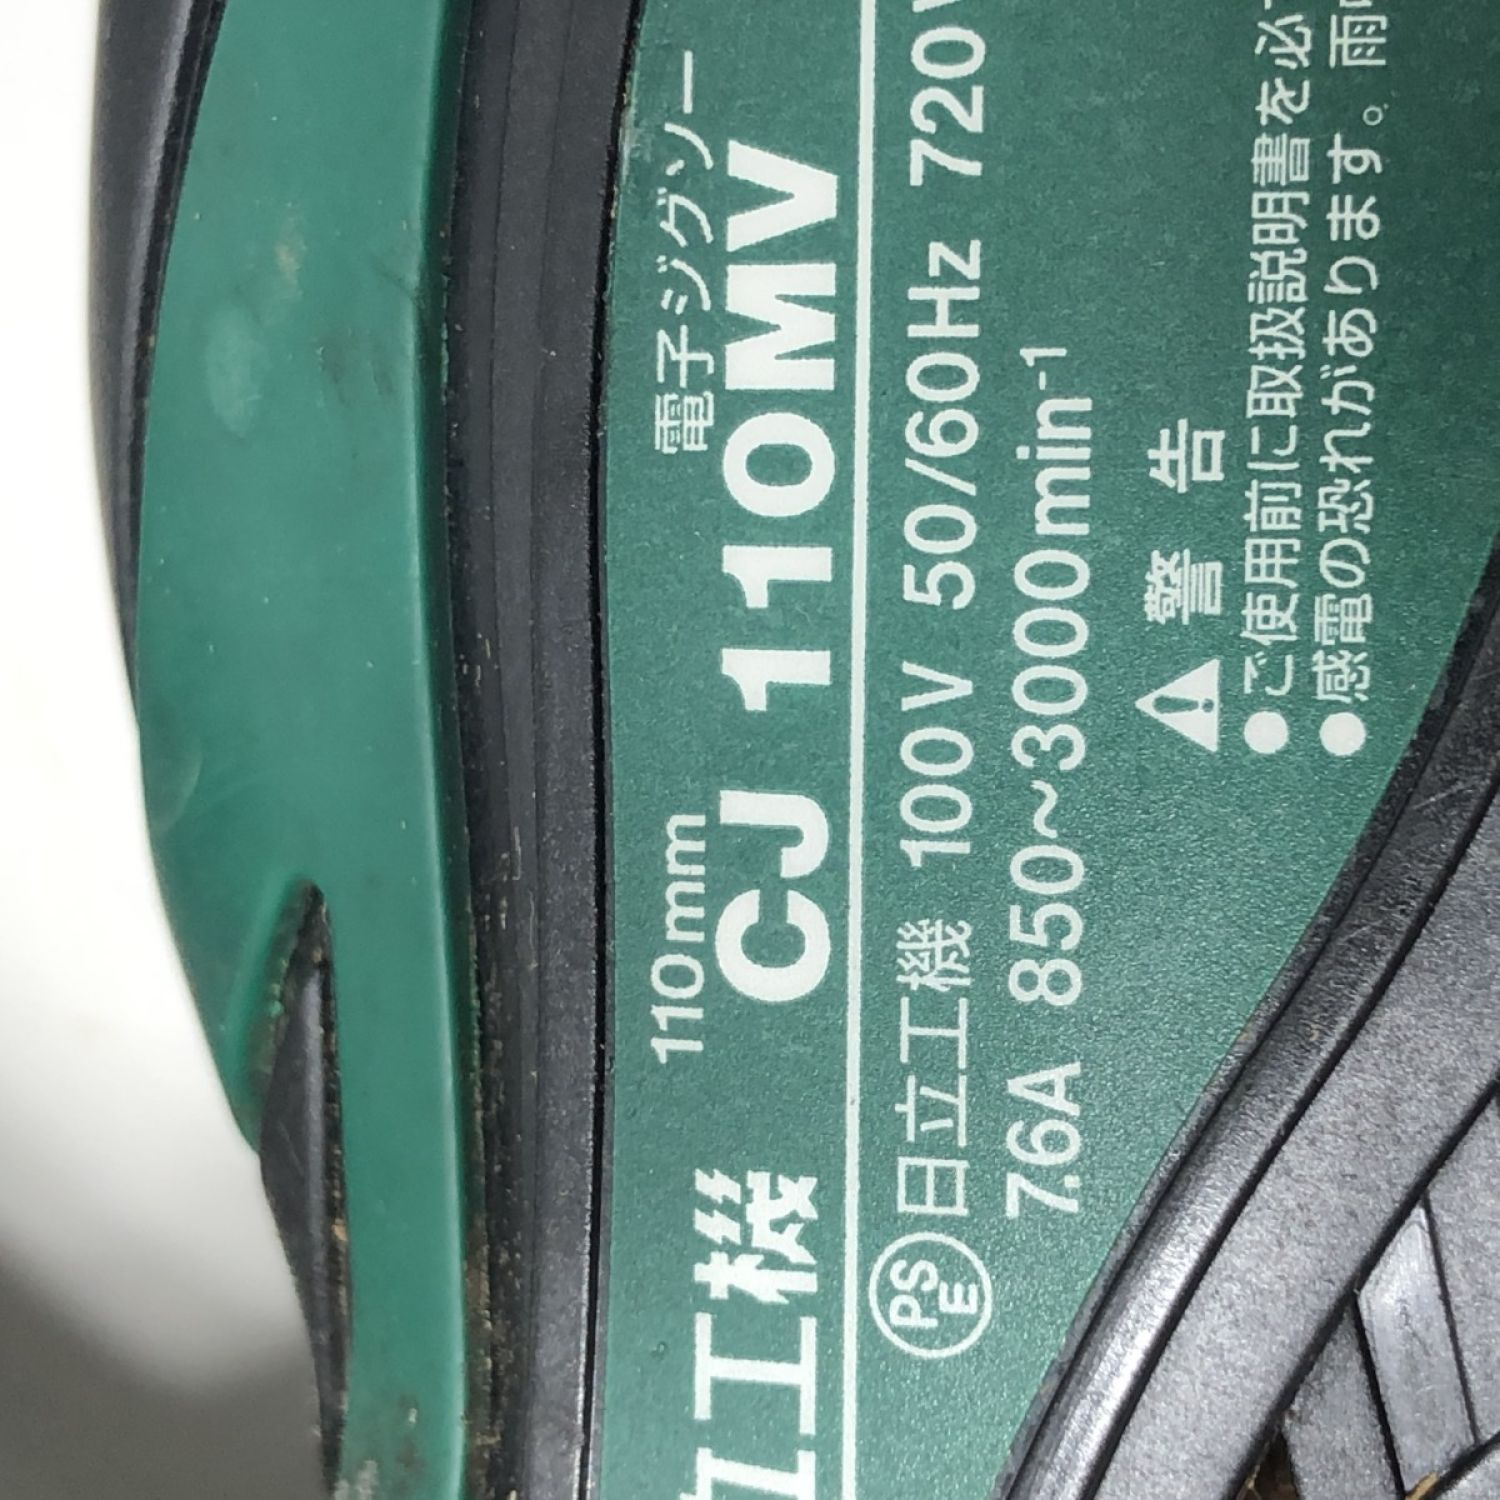 110mm 電子ジグソー
工機 CJ 110MV
PSE 日立工機 100V 50/60Hz 720
7.6A 850~3000min-1
警告
●ご使用前に取扱説明書を必
●感電の恐れがあります。雨